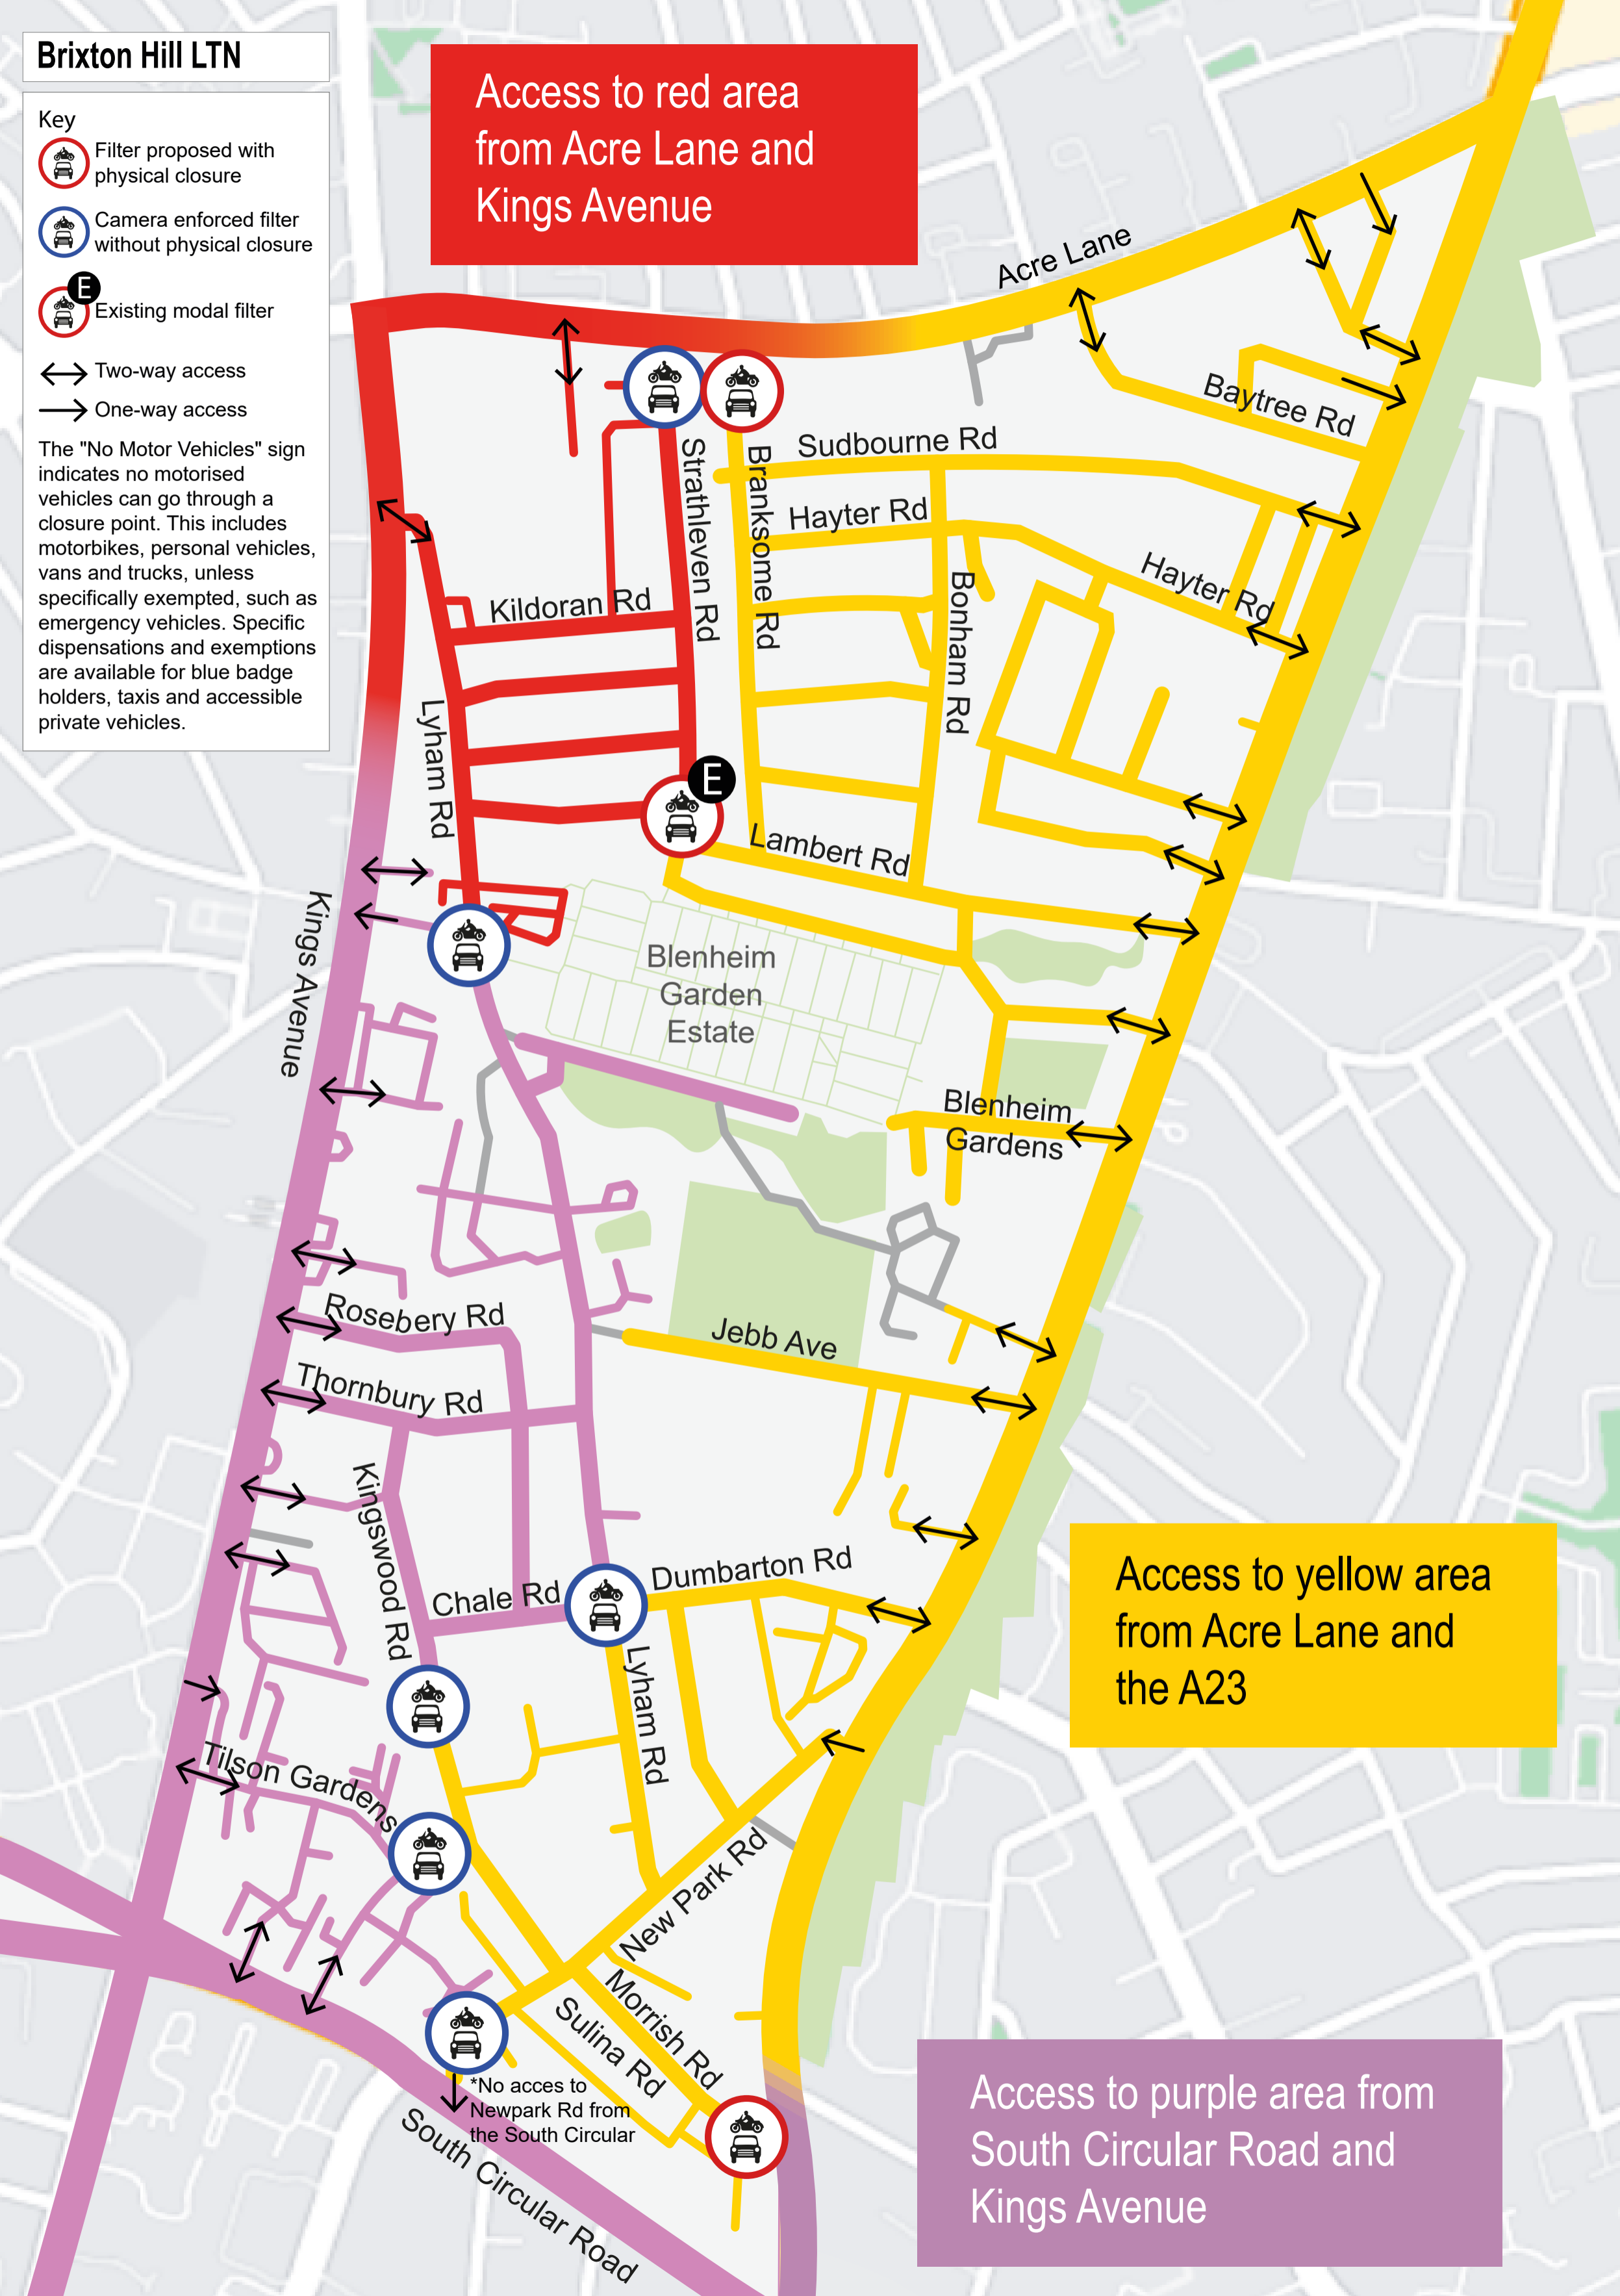 Brixton Hill LTN
Key
Filter proposed with
physical closure
Camera enforced filter
without physical closure
E
Existing modal filter
Two-way access
One-way access
The "No Motor Vehicles" sign
indicates no motorised
vehicles can go through a
closure point. This includes
motorbikes, personal vehicles,
vans and trucks, unless
specifically exempted, such as
emergency vehicles. Specific
dispensations and exemptions
are available for blue badge
holders, taxis and accessible
private vehicles.
Access to red area
from Acre Lane and
Kings Avenue
Acre Lane
Baytree Rd
Sudbourne Rd
Strathleven Rd
Branksome Rd
Hayter Rd
Hayter Rd
Bonham Rd
Kildoran Rd
Lyham Rd
E
Lambert Rd
Kings Avenue
Blenheim
Garden
Estate
Blenheim
Gardens
Rosebery Rd
Jebb Ave
Thornbury Rd
Kingswood Rd
Chale Rd
Dumbarton Rd
Lyham Rd
Access to yellow area
from Acre Lane and
the A23
Tilson Gardens
New Park Rd
Morrish Rd
Sulina Rd
*No acces to
Newpark Rd from
the South Circular
South Circular Road
Access to purple area from
South Circular Road and
Kings Avenue